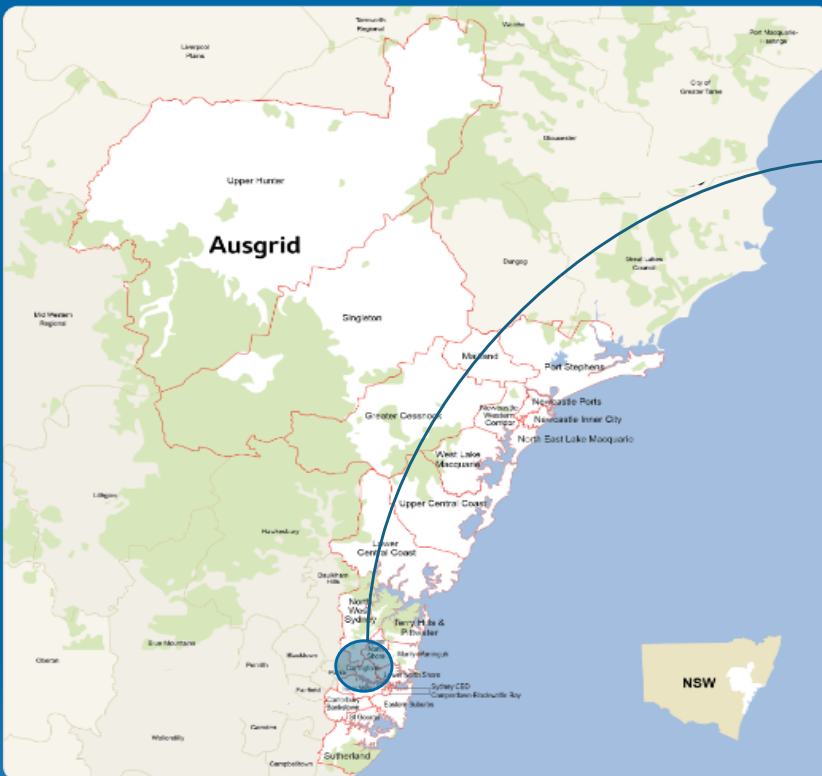 Tamworth
Regional
Liverpool
Plains
Port Macquarie-
Hastings
City of
Greater Taree
Gloucester
Upper Hunter
Ausgrid
Dungog
Great Lakes
Council
Mid Western
Regional
Singleton
Maitland
Port Stephens
Newcastle Ports
Greater Cessnock
Newcastle
Western
Corridor
Newcastle Inner City
North East Lake Macquarie
West Lake
Macquarie
Lithgow
Upper Central Coast
Hawkesbury
Lower
Central Coast
Baulkham
Hills
North
West
Sydney
Terry Hills &
Pittwater
Blue Mountains
Oberon
Blacktown
Penrith
North
Shore
Carlingford
Lower North Shore
Fairfield
Sydney CBD
Camperdown-Blackwattle Bay
NSW
Canterbury
Bankstown
Eastern Suburbs
St George
Camden
Wollondilly
Sutherland
Campbelltown